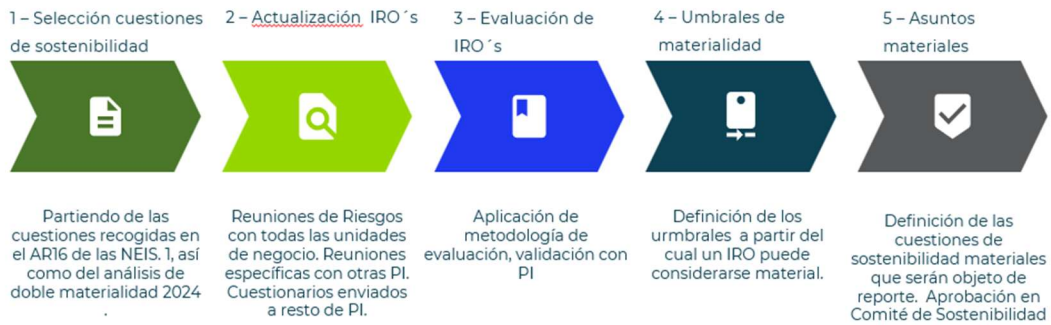 1 – Selección cuestiones
de sostenibilidad
2 – Actualización IRO´s
3 – Evaluación de
IRO´s
4 – Umbrales de
materialidad
5 – Asuntos
materiales
Partiendo de las
cuestiones recogidas en
el AR16 de las NEIS. 1, así
como del análisis de
doble materialidad 2024
.
Reuniones de Riesgos
con todas las unidades
de negocio. Reuniones
específicas con otras PI.
Cuestionarios enviados
a resto de PI.
Aplicación de
metodología de
evaluación, validación con
PI
Definición de los
urmbrales a partir del
cual un IRO puede
considerarse material.
Definición de las
cuestiones de
sostenibilidad materiales
que serán objeto de
reporte. Aprobación en
Comité de Sostenibilidad